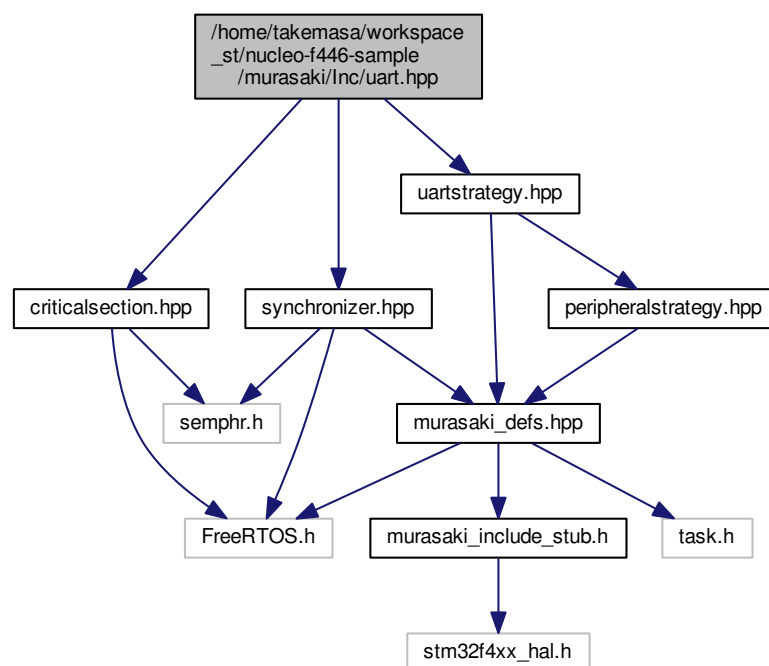 /home/takemasa/workspace
_st/nucleo-f446-sample
/murasaki/Inc/uart.hpp
uartstrategy.hpp
criticalsection.hpp
synchronizer.hpp
peripheralstrategy.hpp
semphr.h
murasaki_defs.hpp
FreeRTOS.h
murasaki_include_stub.h
task.h
stm32f4xx_hal.h